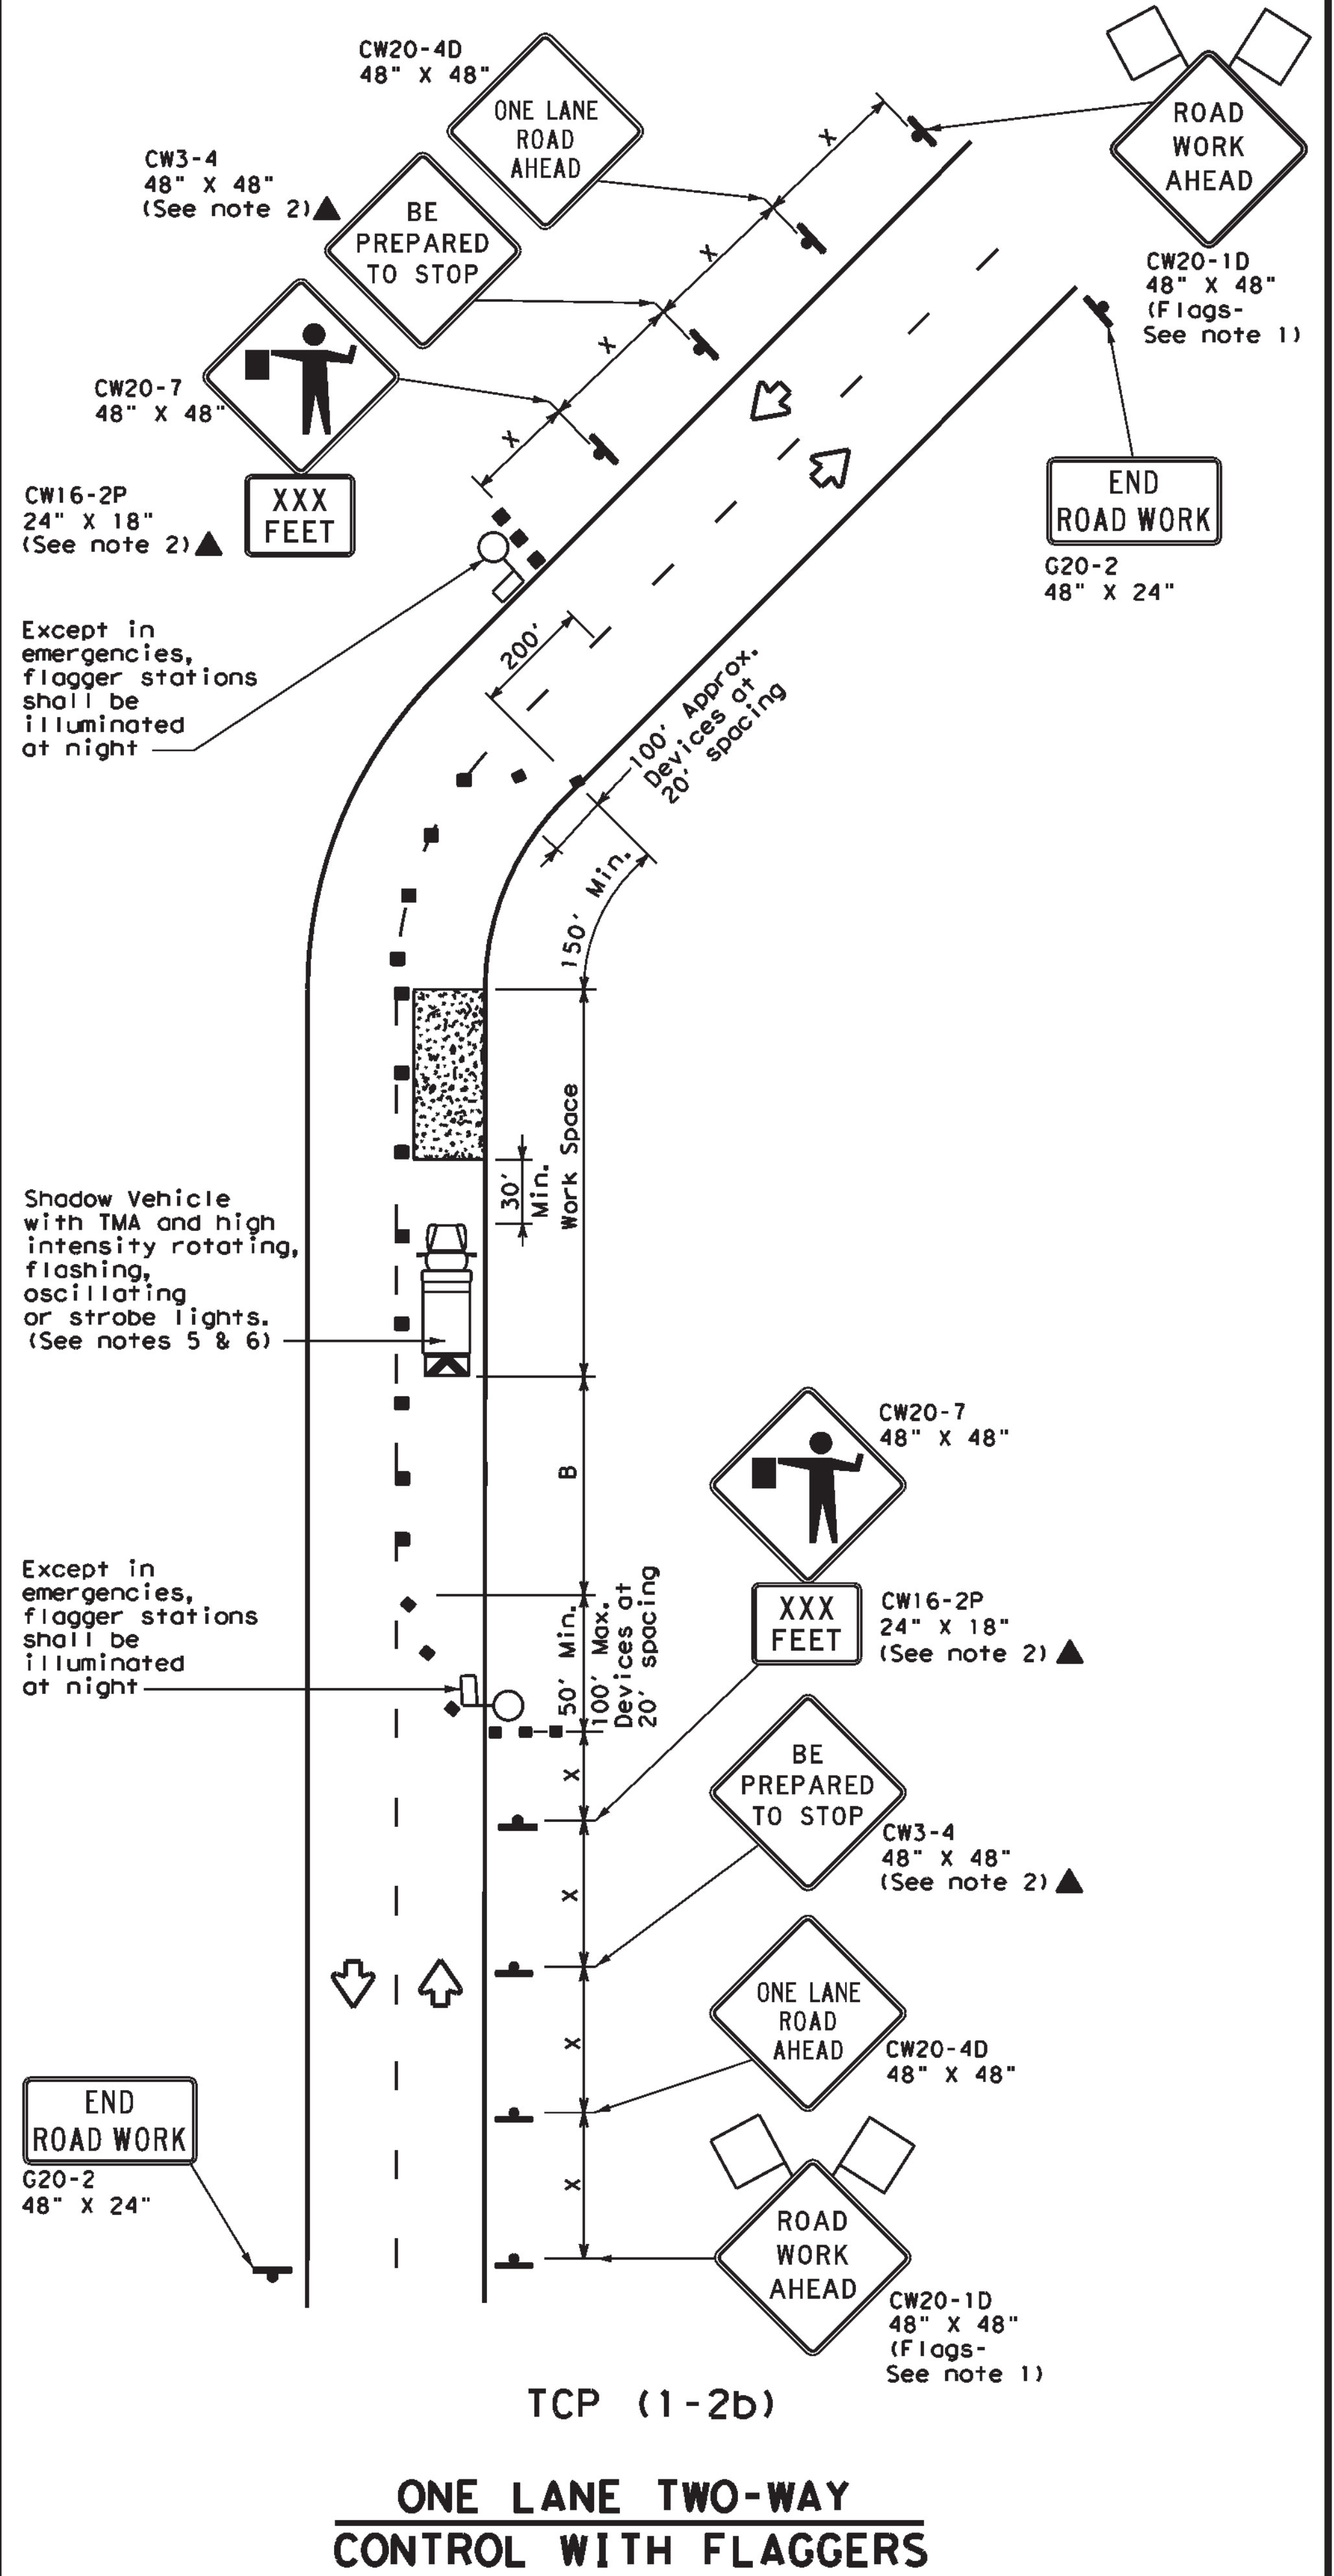 CW20-4D
48" X 48"
ONE LANE
ROAD
AHEAD
ROAD
WORK
AHEAD
CW20-1D
48" X 48"
(Flags-
See note 1)
CW3-4
48" X 48"
(See note 2)
BE
PREPARED
TO STOP
X
X
X
X
CW20-7
48" X 48"
CW16-2P
24" X 18"
(See note 2)
XXX
FEET
END
ROAD WORK
G20-2
48" X 24"
Except in
emergencies,
flagger stations
shall be
illuminated
at night
200'
100' Approx.
Devices at
20' spacing
150' Min.
Work Space
30'
Min.
Shadow Vehicle
with TMA and high
intensity rotating,
flashing,
oscillating
or strobe lights.
(See notes 5 & 6)
B
CW20-7
48" X 48"
XXX
FEET
CW16-2P
24" X 18"
(See note 2)
Except in
emergencies,
flagger stations
shall be
illuminated
at night
50' Min.
100' Max.
Devices at
20' spacing
X
BE
PREPARED
TO STOP
CW3-4
48" X 48"
(See note 2)
X
ONE LANE
ROAD
AHEAD
CW20-4D
48" X 48"
X
END
ROAD WORK
G20-2
48" X 24"
X
ROAD
WORK
AHEAD
CW20-1D
48" X 48"
(Flags-
See note 1)
TCP (1-2b)
ONE LANE TWO-WAY
CONTROL WITH FLAGGERS